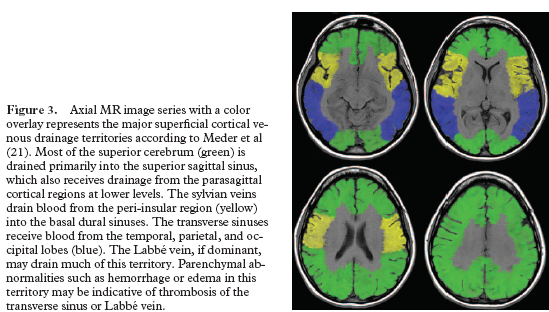 Figure 3. Axial MR image series with a color
overlay represents the major superficial cortical ve-
nous drainage territories according to Meder et al
(21). Most of the superior cerebrum (green) is
drained primarily into the superior sagittal sinus,
which also receives drainage from the parasagittal
cortical regions at lower levels. The sylvian veins
drain blood from the peri-insular region (yellow)
into the basal dural sinuses. The transverse sinuses
receive blood from the temporal, parietal, and oc-
cipital lobes (blue). The Labbé vein, if dominant,
may drain much of this territory. Parenchymal ab-
normalities such as hemorrhage or edema in this
territory may be indicative of thrombosis of the
transverse sinus or Labbé vein.